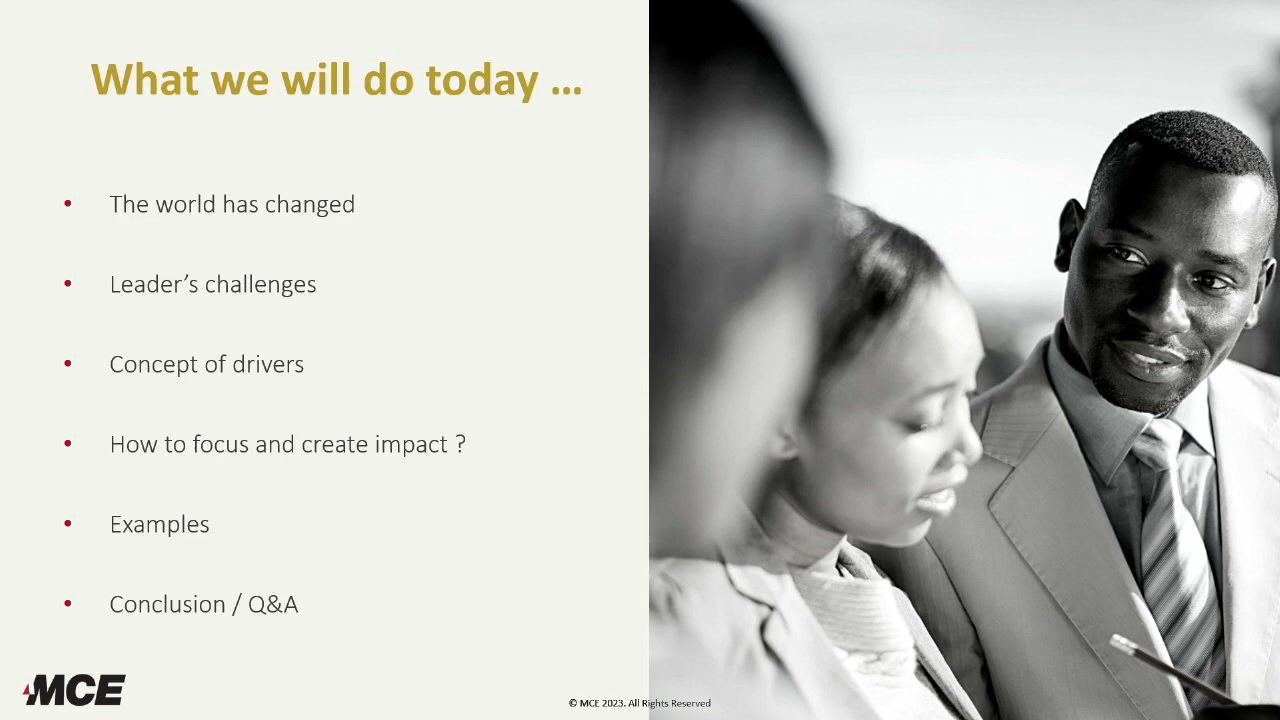 What we will do today ...
• The world has changed
• Leader’s challenges
• Concept of drivers
• How to focus and create impact ?
• Examples
• Conclusion / Q&A
MCE
© MCE 2023. All Rights Reserved